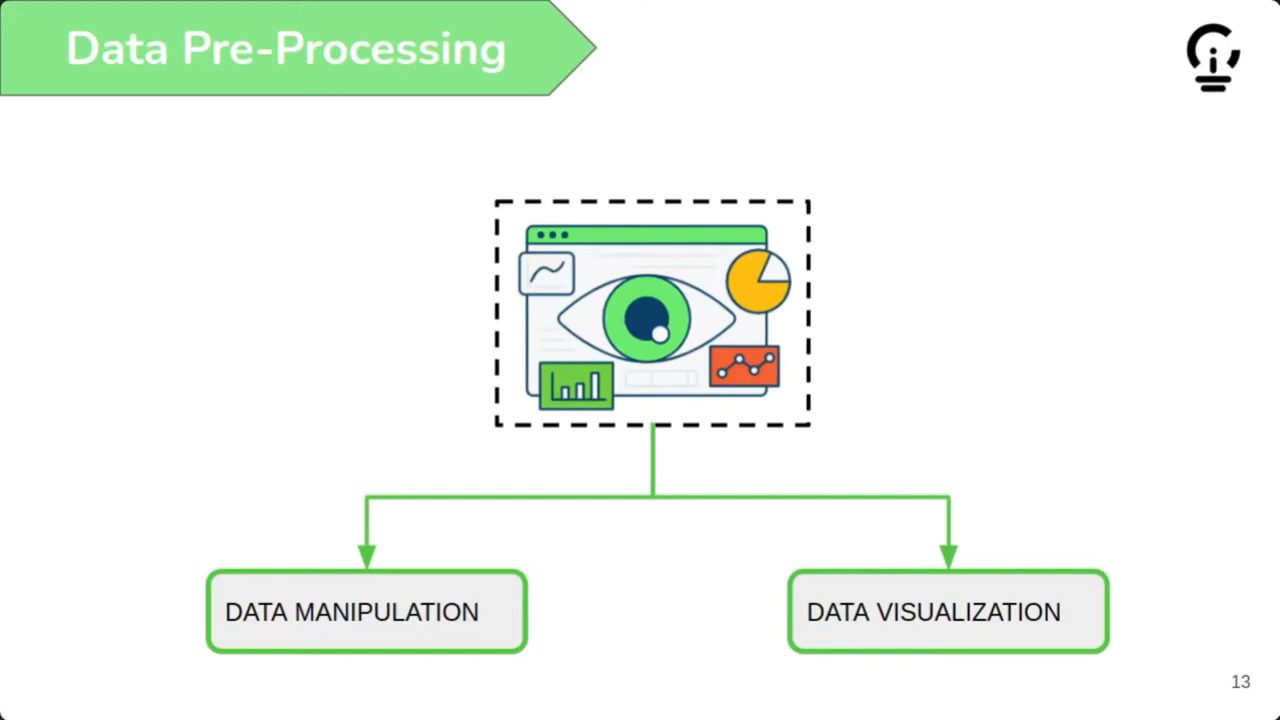 Data Pre-Processing
DATA MANIPULATION
DATA VISUALIZATION
13